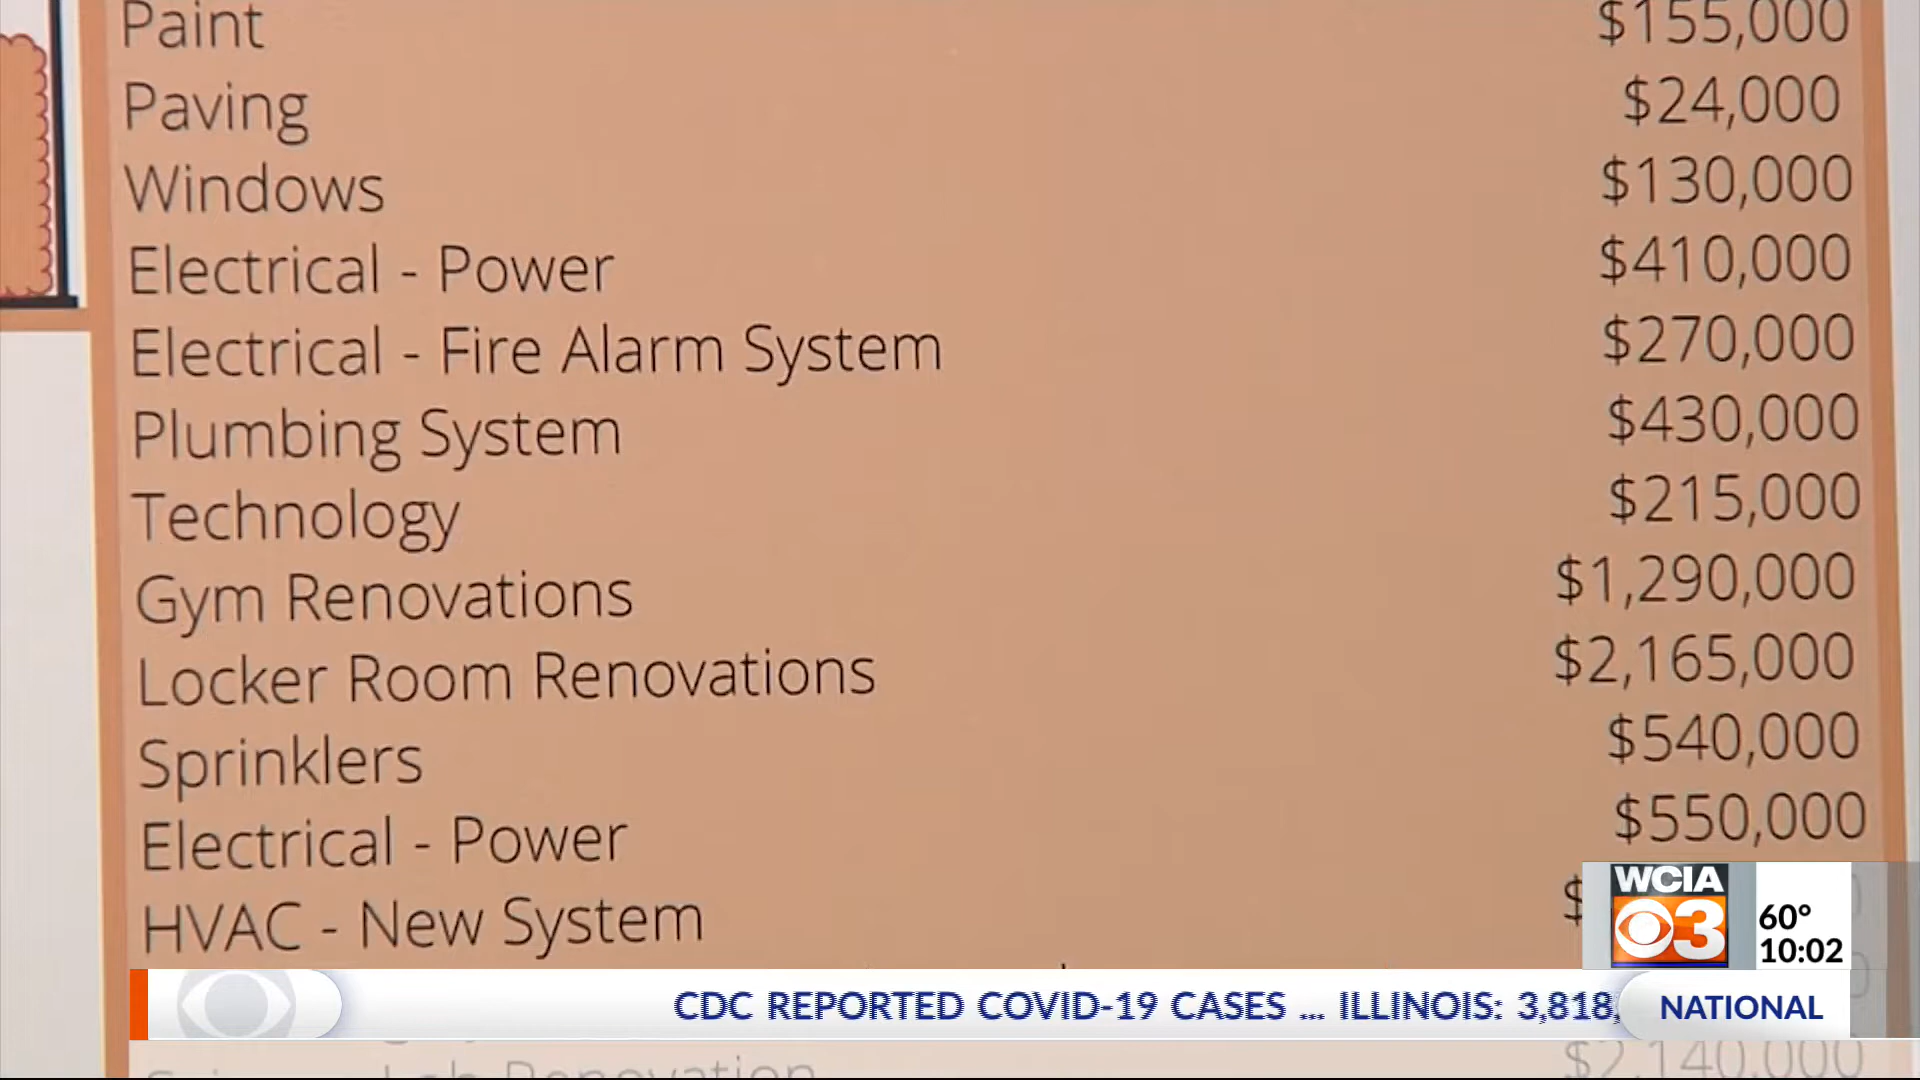 Paint $155,000
Paving $24,000
Windows $130,000
Electrical - Power $410,000
Electrical - Fire Alarm System $270,000
Plumbing System $430,000
Technology $215,000
Gym Renovations $1,290,000
Locker Room Renovations $2,165,000
Sprinklers $540,000
Electrical - Power $550,000
HVAC - New System $
WCIA
3
60°
10:02
CDC REPORTED COVID-19 CASES ... ILLINOIS: 3,818,
NATIONAL
Lab Renovation $2,140,000